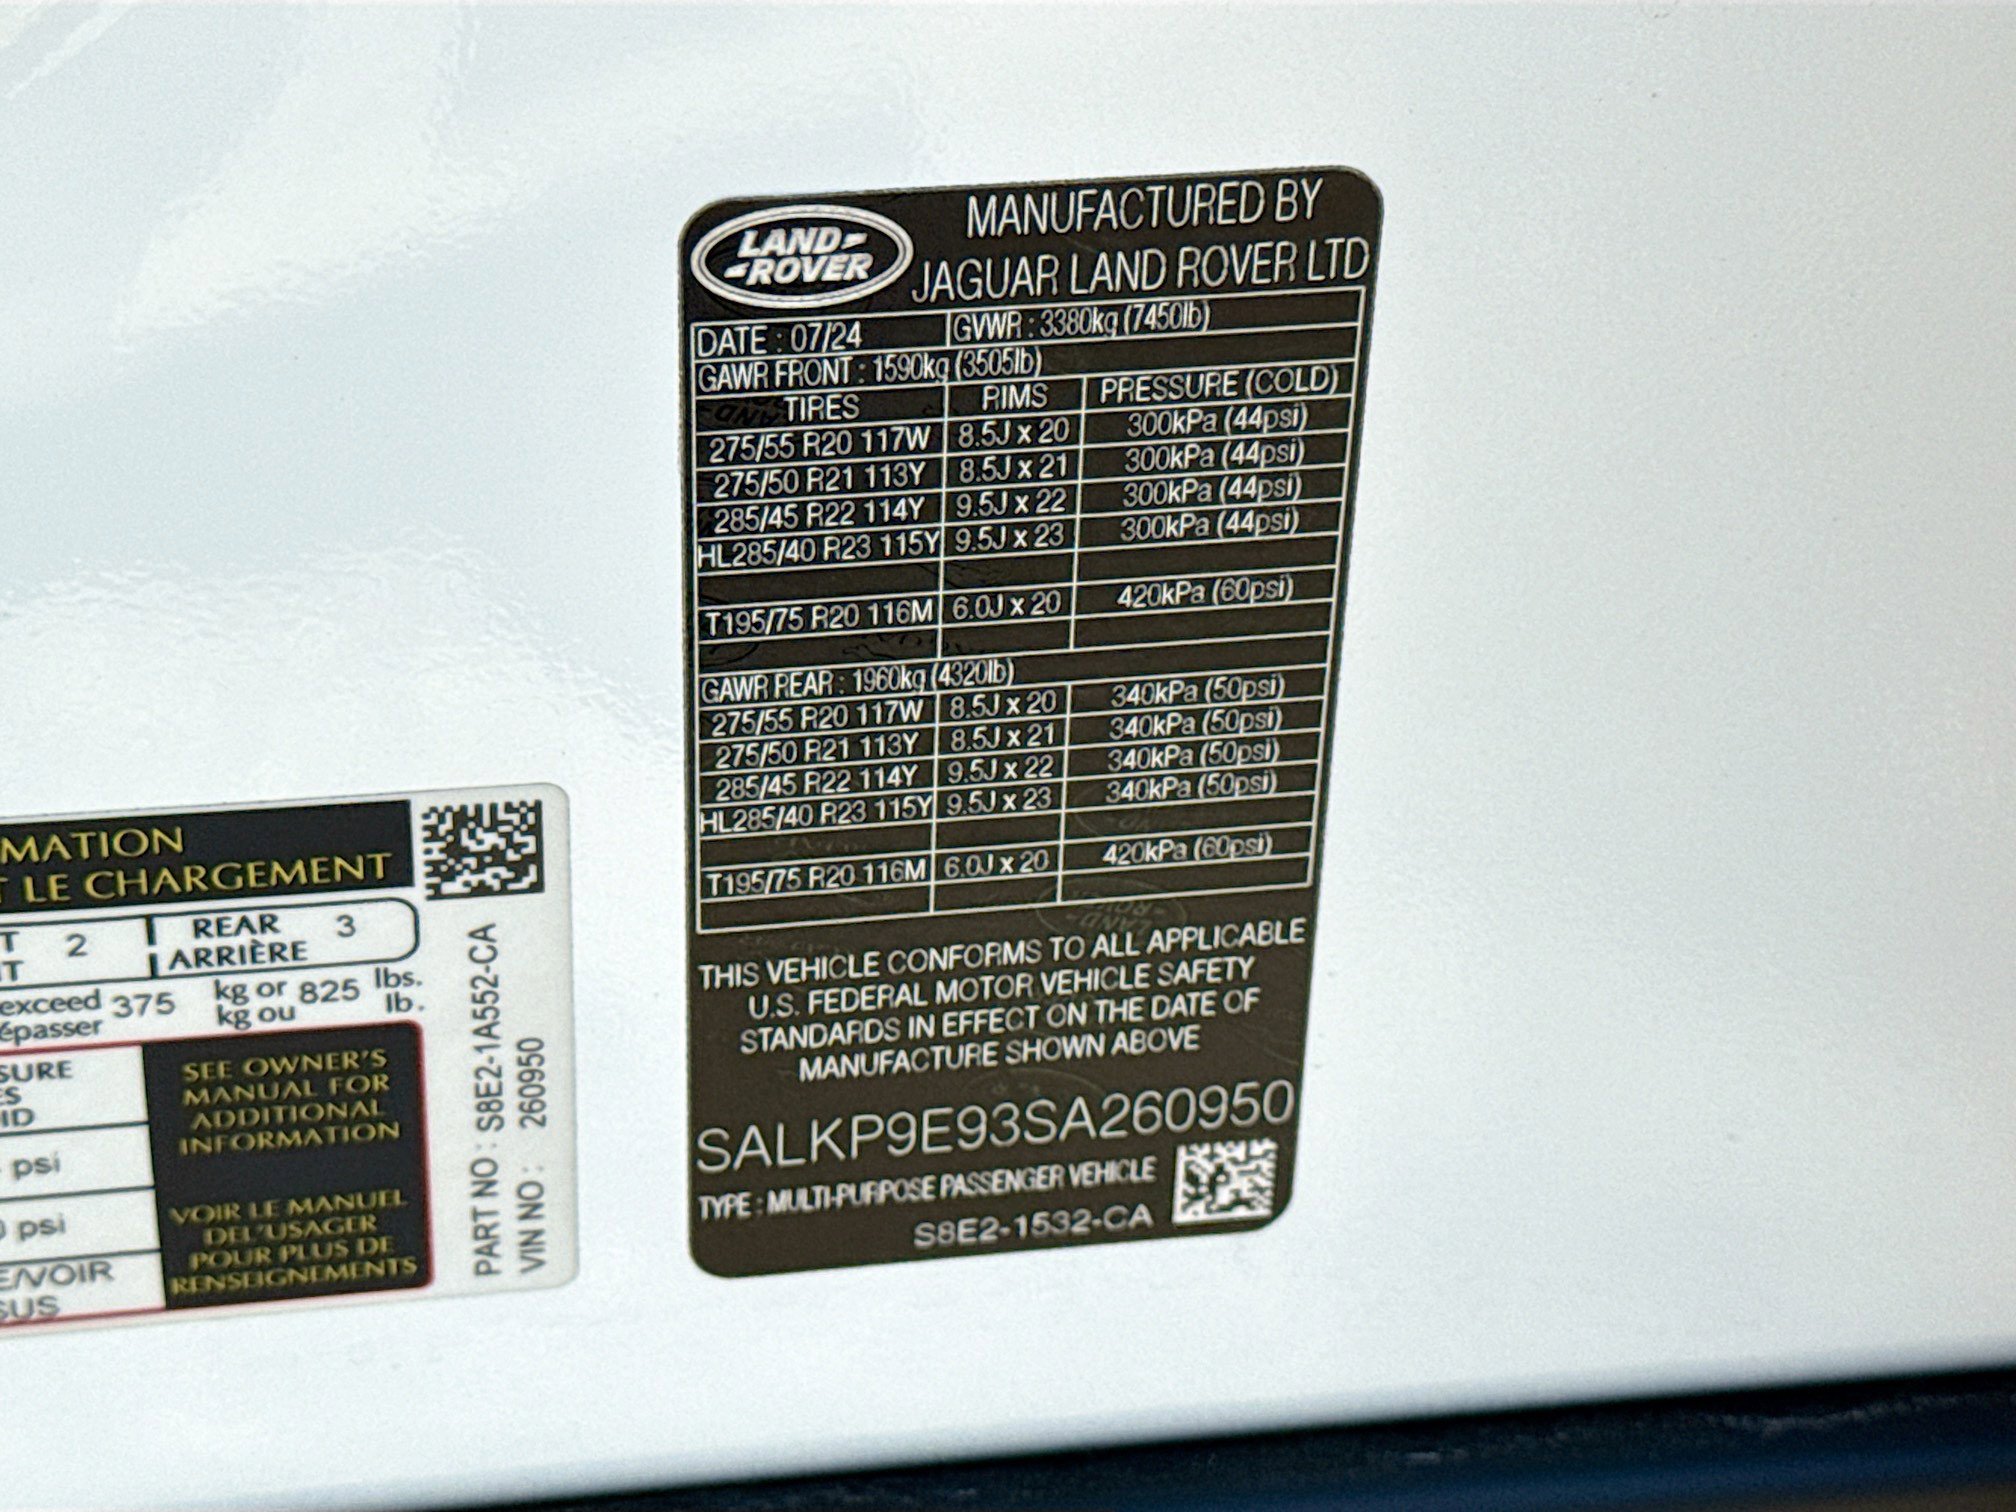 LAND-
-ROVER
MANUFACTURED BY
JAGUAR LAND ROVER LTD
DATE : 07/24 GVWR : 3380kg (7450lb)
GAWR FRONT : 1590kg (3505lb)
TIRES RIMS PRESSURE (COLD)
275/55 R20 117W 8.5J x 20 300kPa (44psi)
275/50 R21 113Y 8.5J x 21 300kPa (44psi)
285/45 R22 114Y 9.5J x 22 300kPa (44psi)
HL285/40 R23 115Y 9.5J x 23 300kPa (44psi)
T195/75 R20 116M 6.0J x 20 420kPa (60psi)
GAWR REAR : 1960kg (4320lb)
275/55 R20 117W 8.5J x 20 340kPa (50psi)
275/50 R21 113Y 8.5J x 21 340kPa (50psi)
285/45 R22 114Y 9.5J x 22 340kPa (50psi)
HL285/40 R23 115Y 9.5J x 23 340kPa (50psi)
T195/75 R20 116M 6.0J x 20 420kPa (60psi)
THIS VEHICLE CONFORMS TO ALL APPLICABLE
U.S. FEDERAL MOTOR VEHICLE SAFETY
STANDARDS IN EFFECT ON THE DATE OF
MANUFACTURE SHOWN ABOVE
SALKP9E93SA260950
TYPE : MULTI-PURPOSE PASSENGER VEHICLE
S8E2-1532-CA
MATION
T LE CHARGEMENT
T 2 REAR 3
T ARRIÈRE
exceed 375 kg or 825 lbs.
épasser kg ou lb.
SURE
ES
ID
psi
0 psi
E/VOIR
SUS
SEE OWNER'S
MANUAL FOR
ADDITIONAL
INFORMATION
VOIR LE MANUEL
DEL'USAGER
POUR PLUS DE
RENSEIGNEMENTS
PART NO : S8E2-1A552-CA
VIN NO : 260950